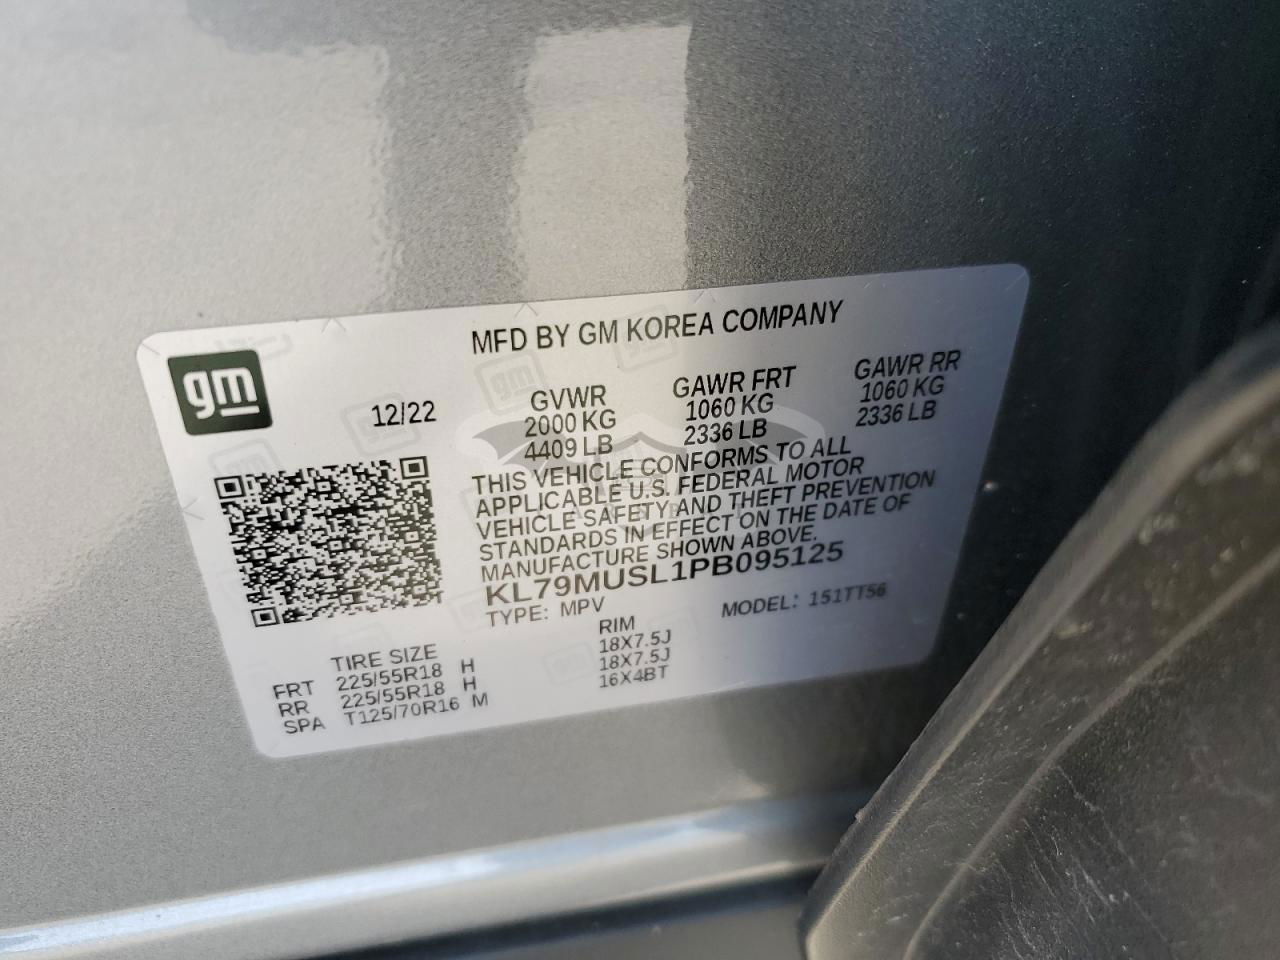 MFD BY GM KOREA COMPANY
gm
12/22
GVWR GAWR FRT GAWR RR
2000 KG 1060 KG 1060 KG
4409 LB 2336 LB 2336 LB
THIS VEHICLE CONFORMS TO ALL
APPLICABLE U.S. FEDERAL MOTOR
VEHICLE SAFETY AND THEFT PREVENTION
STANDARDS IN EFFECT ON THE DATE OF
MANUFACTURE SHOWN ABOVE.
KL79MUSL1PB095125
TYPE: MPV MODEL: 151TT56
TIRE SIZE RIM
FRT 225/55R18 H 18X7.5J
RR 225/55R18 H 18X7.5J
SPA T125/70R16 M 16X4BT